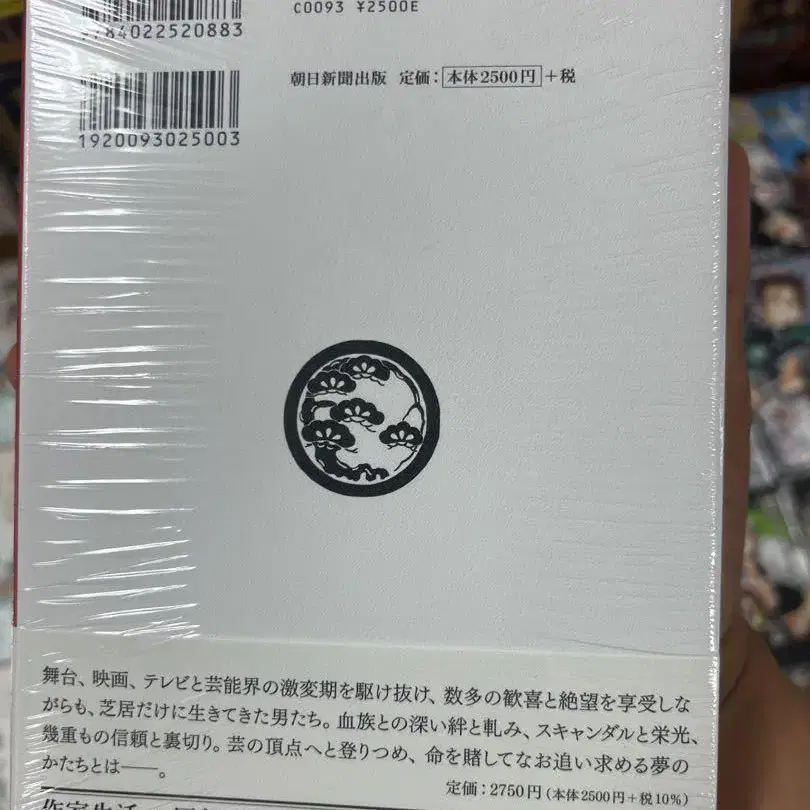 C0093 ¥2500E
9784022520883
朝日新聞出版 定価：本体2500円＋税
1920093025003
舞台、映画、テレビと芸能界の激変期を駆け抜け、数多の歓喜と絶望を享受しな
がらも、芝居だけに生きてきた男たち。血族との深い絆と軋み、スキャンダルと栄光、
幾重もの信頼と裏切り。芸の頂点へと登りつめ、命を賭してなお追い求める夢の
かたちとは──。
定価：2750円（本体2500円＋税10%）